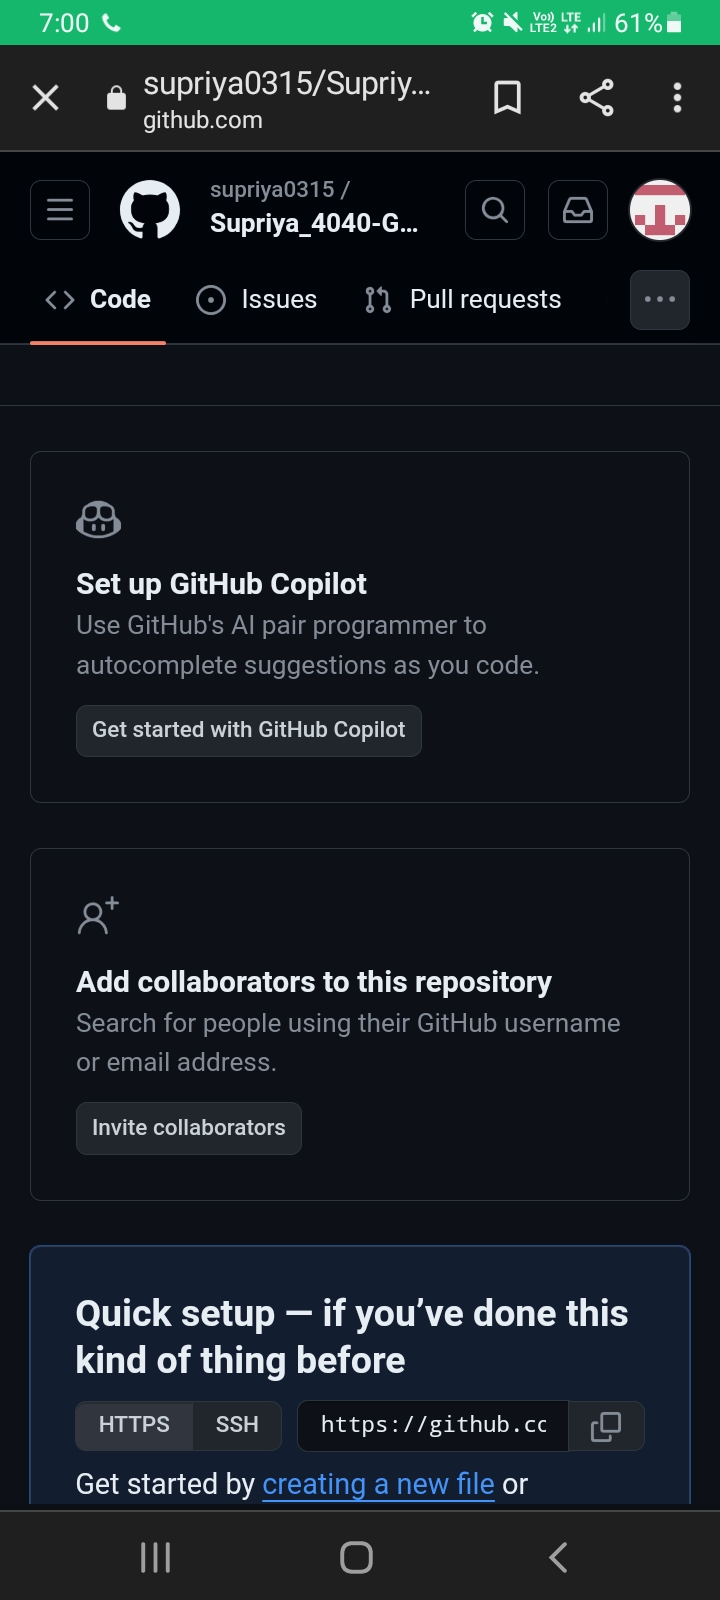 7:00
Vo)) LTE
LTE2
61%
supriya0315/Supriy...
github.com
supriya0315 /
Supriya_4040-G...
Code
Issues
Pull requests
Set up GitHub Copilot
Use GitHub's AI pair programmer to
autocomplete suggestions as you code.
Get started with GitHub Copilot
Add collaborators to this repository
Search for people using their GitHub username
or email address.
Invite collaborators
Quick setup — if you’ve done this
kind of thing before
HTTPS
SSH
https://github.cc
Get started by creating a new file or